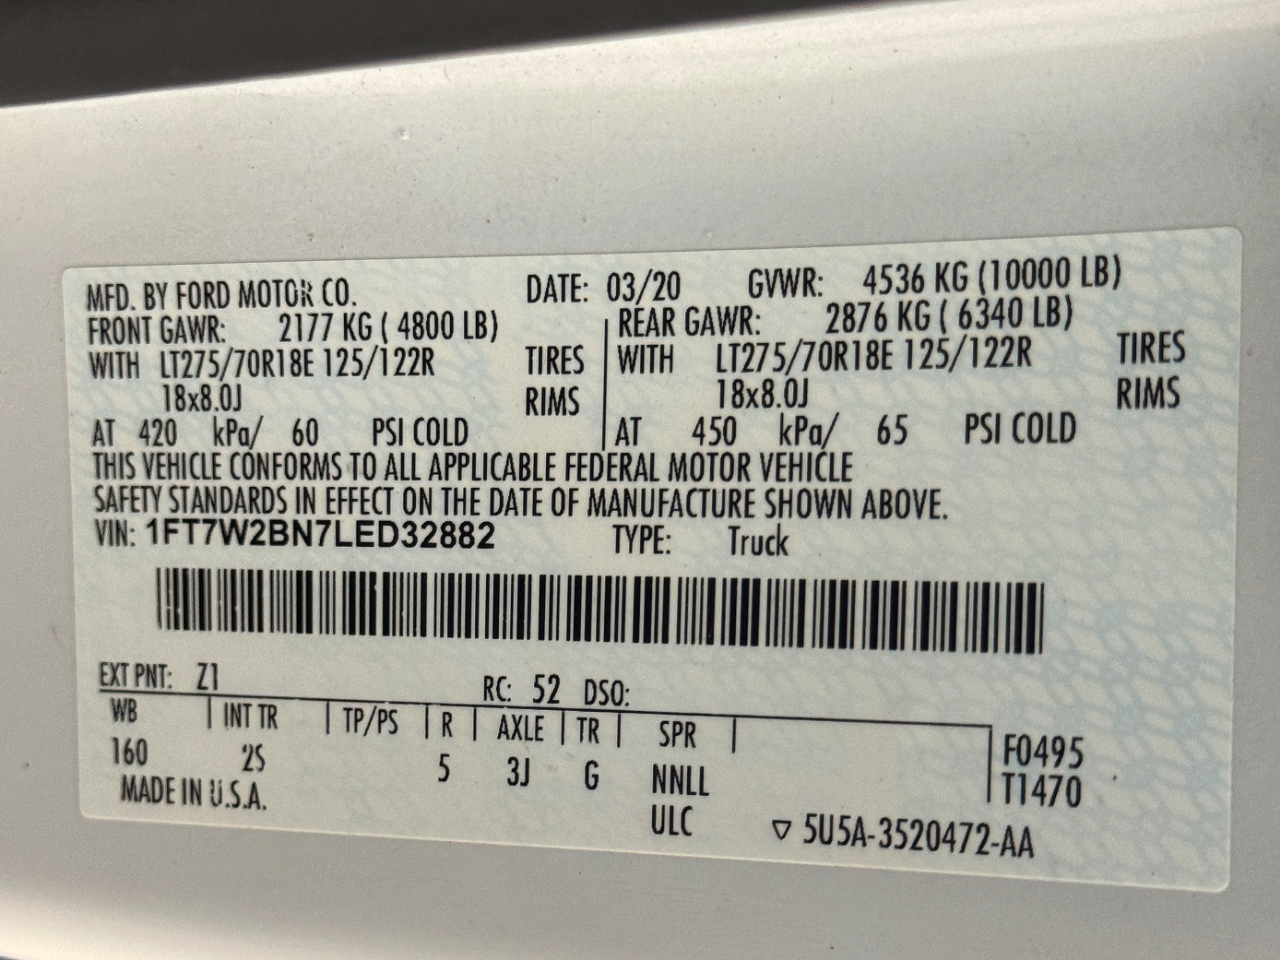 MFD. BY FORD MOTOR CO. DATE: 03/20 GVWR: 4536 KG (10000 LB)
FRONT GAWR: 2177 KG ( 4800 LB) REAR GAWR: 2876 KG ( 6340 LB)
WITH LT275/70R18E 125/122R TIRES WITH LT275/70R18E 125/122R TIRES
18x8.0J RIMS 18x8.0J RIMS
AT 420 kPa/ 60 PSI COLD AT 450 kPa/ 65 PSI COLD
THIS VEHICLE CONFORMS TO ALL APPLICABLE FEDERAL MOTOR VEHICLE
SAFETY STANDARDS IN EFFECT ON THE DATE OF MANUFACTURE SHOWN ABOVE.
VIN: 1FT7W2BN7LED32882 TYPE: Truck
EXT PNT: Z1 RC: 52 DSO:
WB INT TR TP/PS R AXLE TR SPR
160 2S 5 3J G NNLL F0495
MADE IN U.S.A. ULC T1470
▽ 5U5A-3520472-AA